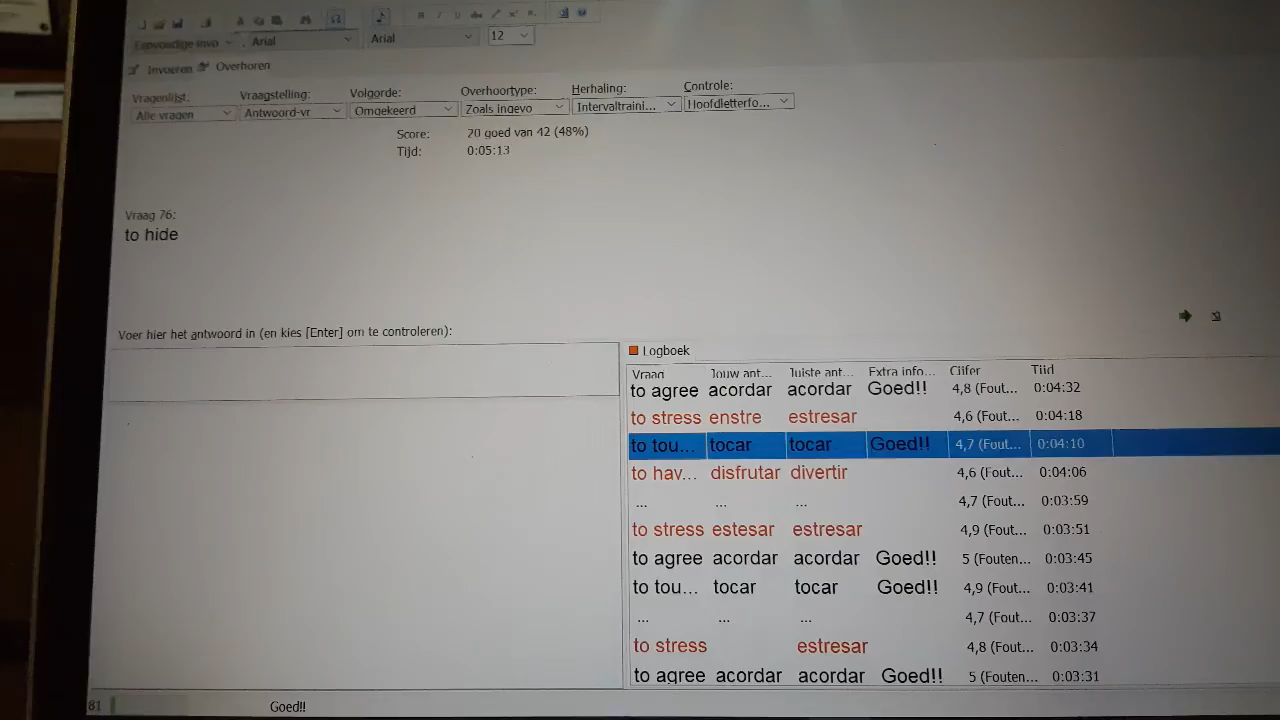 Eenvoudige invo Arial Arial 12
Invoeren Overhoren
Vragenlijst: Vraagstelling: Volgorde: Overhoortype: Herhaling: Controle:
Alle vragen Antwoord-vr Omgekeerd Zoals ingevo Intervaltraini... Hoofdletterfo...
Score: 20 goed van 42 (48%)
Tijd: 0:05:13
Vraag 76:
to hide
Voer hier het antwoord in (en kies [Enter] om te controleren):
Logboek
Vraag Jouw ant... Juiste ant... Extra info... Cijfer Tijd
to agree acordar acordar Goed!! 4,8 (Fout... 0:04:32
to stress enstre estresar 4,6 (Fout... 0:04:18
to tou... tocar tocar Goed!! 4,7 (Fout... 0:04:10
to hav... disfrutar divertir 4,6 (Fout... 0:04:06
... ... ... 4,7 (Fout... 0:03:59
to stress estesar estresar 4,9 (Fout... 0:03:51
to agree acordar acordar Goed!! 5 (Fouten... 0:03:45
to tou... tocar tocar Goed!! 4,9 (Fout... 0:03:41
... ... ... 4,7 (Fout... 0:03:37
to stress estresar 4,8 (Fout... 0:03:34
to agree acordar acordar Goed!! 5 (Fouten... 0:03:31
81 Goed!!